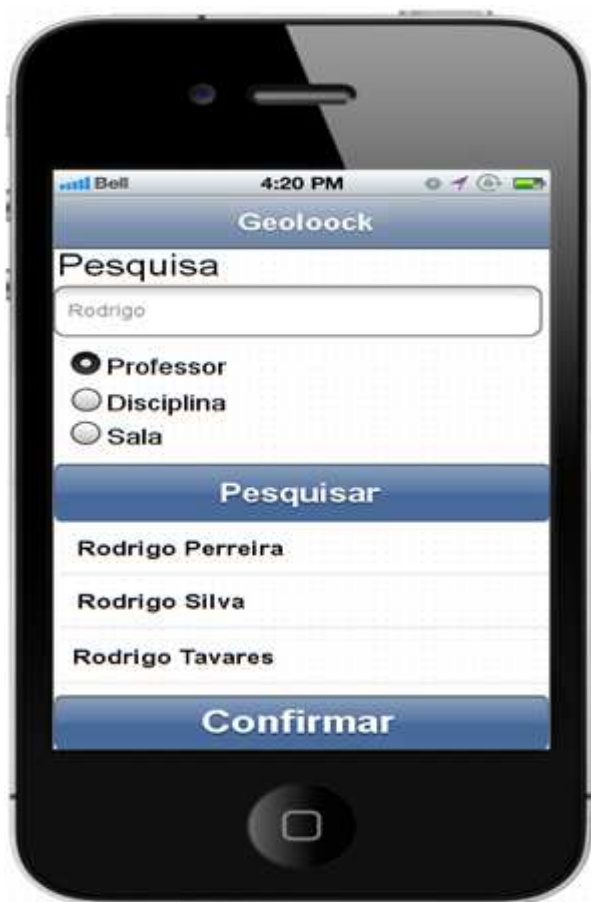 Bell 4:20 PM
Geoloock
Pesquisa
Rodrigo
Professor
Disciplina
Sala
Pesquisar
Rodrigo Perreira
Rodrigo Silva
Rodrigo Tavares
Confirmar